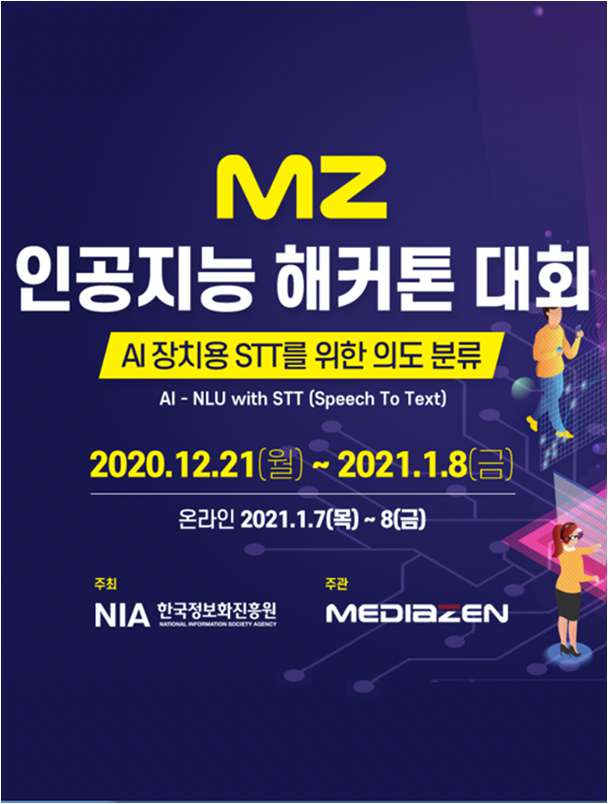 MZ
인공지능 해커톤 대회
AI 장치용 STT를 위한 의도 분류
AI - NLU with STT (Speech To Text)
2020.12.21(월) ~ 2021.1.8(금)
온라인 2021.1.7(목) ~ 8(금)
주최
NIA 한국정보화진흥원
NATIONAL INFORMATION SOCIETY AGENCY
주관
MEDIAZEN